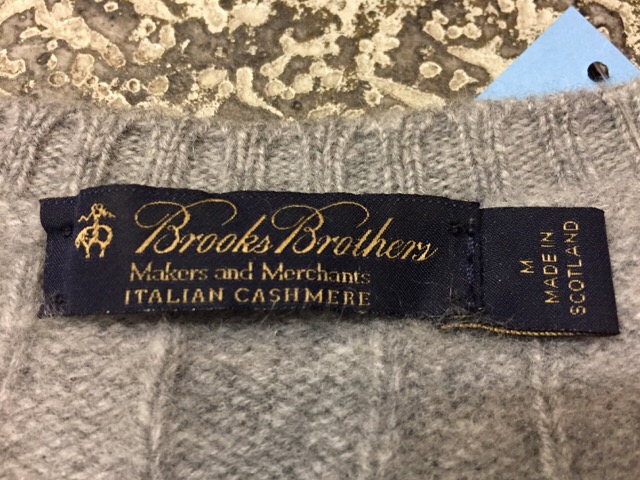 Brooks Brothers
Makers and Merchants
ITALIAN CASHMERE
M
MADE IN
SCOTLAND